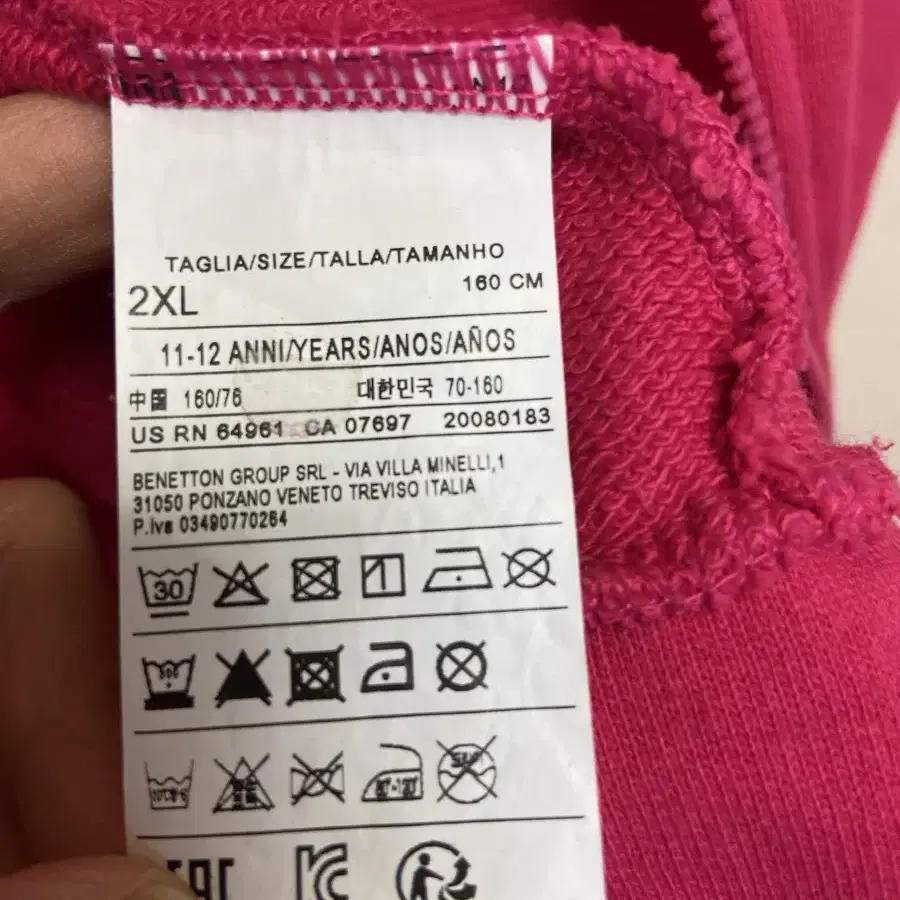 TAGLIA/SIZE/TALLA/TAMANHO
2XL 160 CM
11-12 ANNI/YEARS/ANOS/AÑOS
中国 160/76 대한민국 70-160
US RN 64961 CA 07697 20080183
BENETTON GROUP SRL - VIA VILLA MINELLI,1
31050 PONZANO VENETO TREVISO ITALIA
P.Iva 03490770264
30